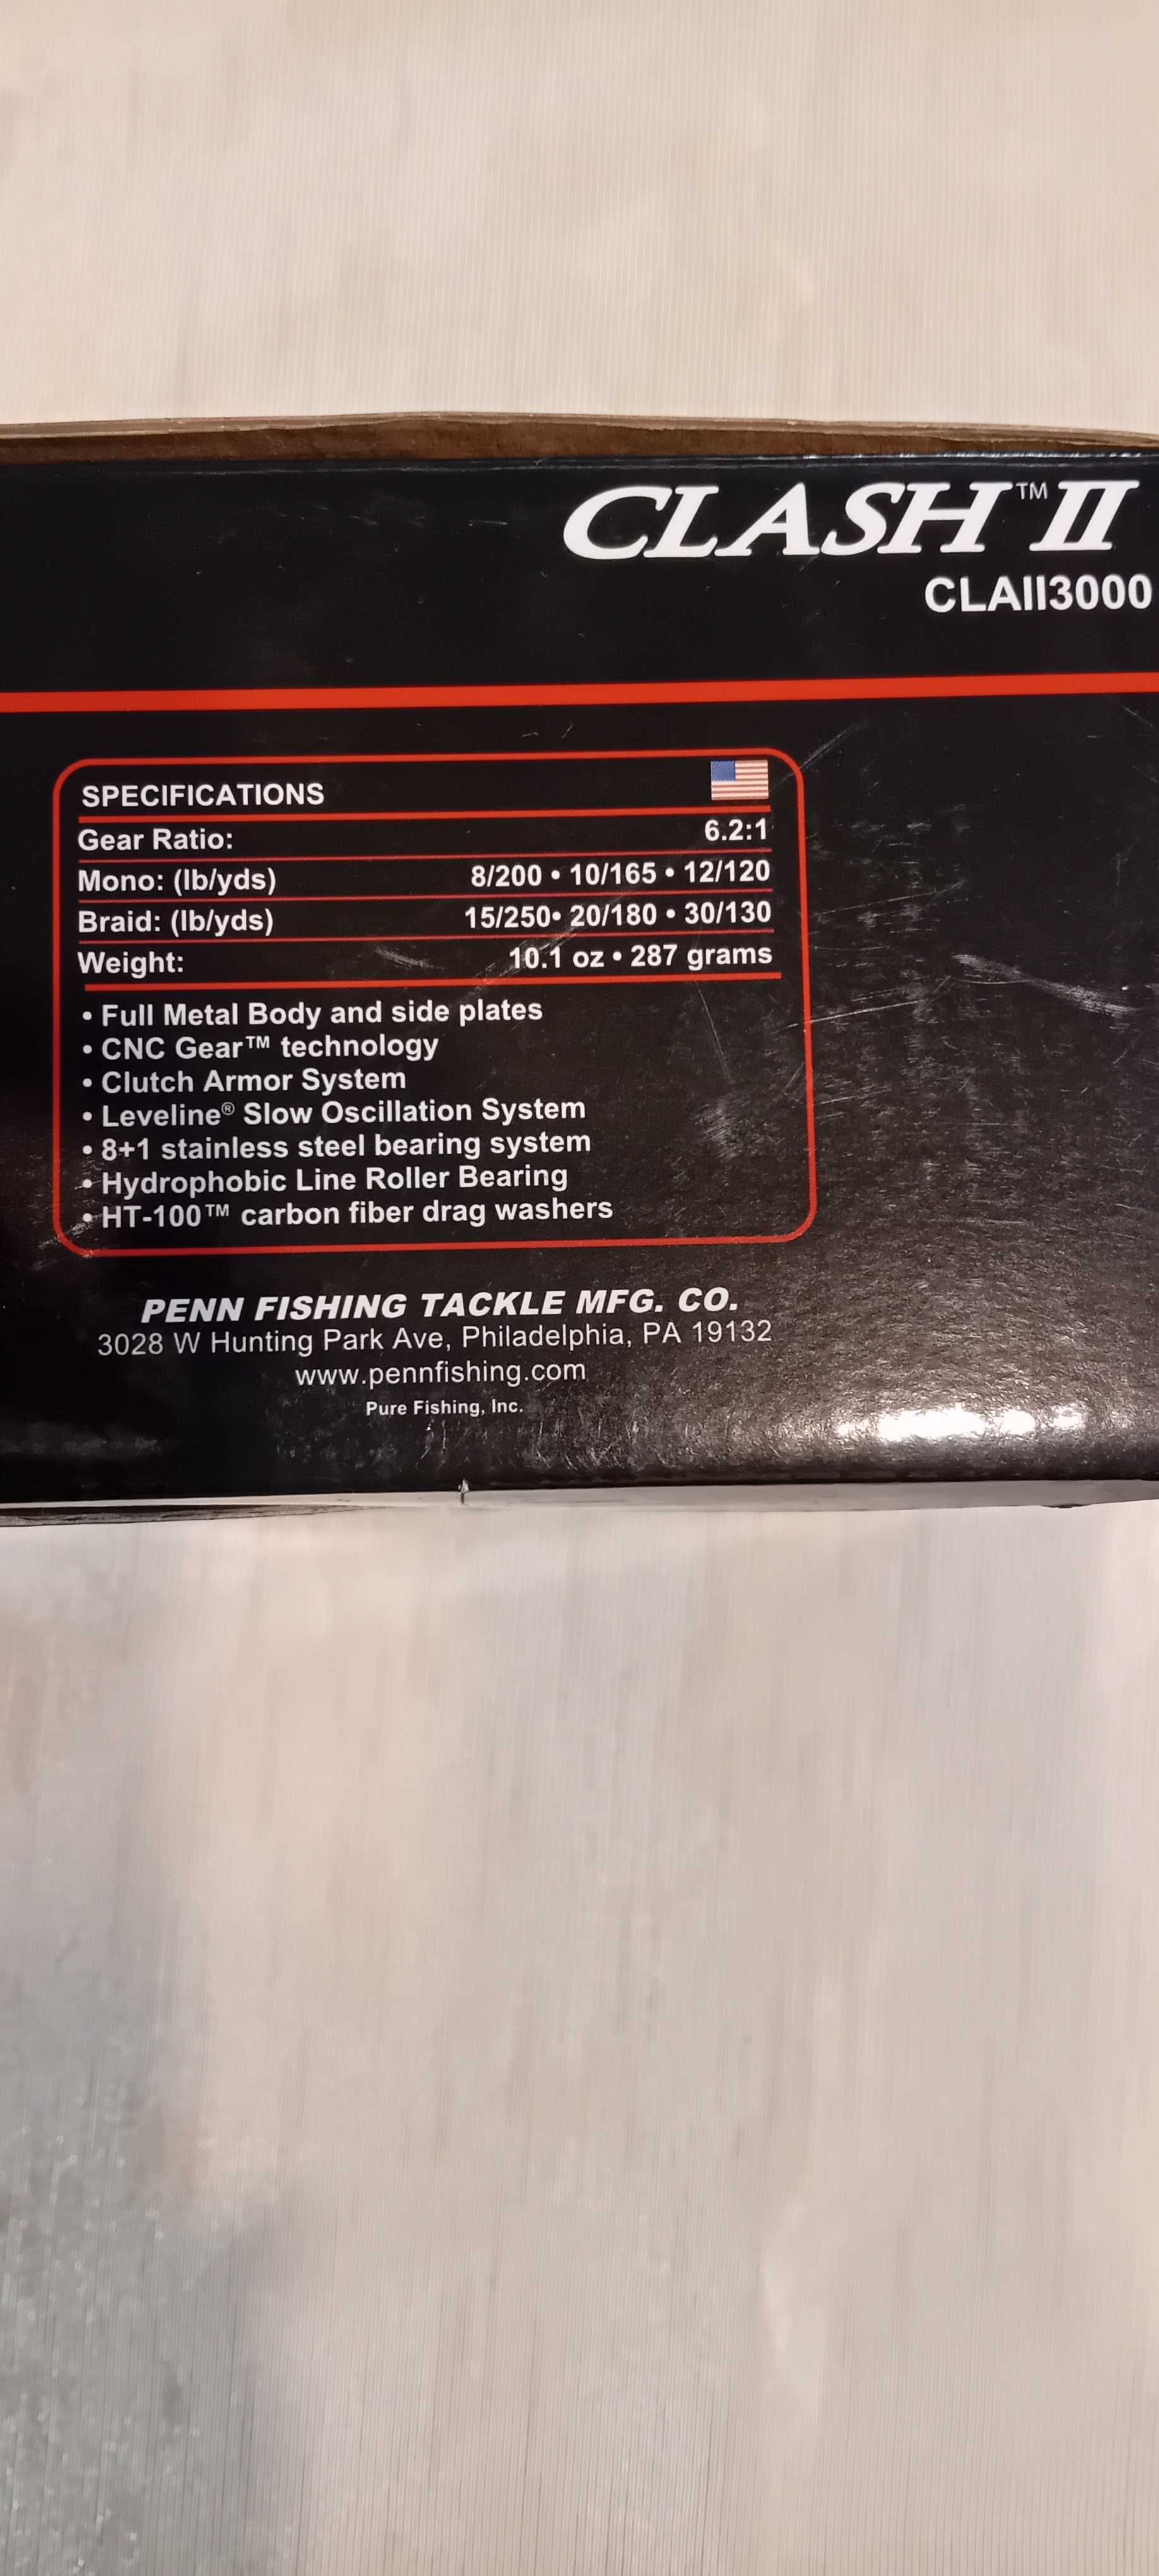 CLASH™ II
CLAII3000
SPECIFICATIONS
Gear Ratio: 6.2:1
Mono: (lb/yds) 8/200 • 10/165 • 12/120
Braid: (lb/yds) 15/250• 20/180 • 30/130
Weight: 10.1 oz • 287 grams
• Full Metal Body and side plates
• CNC Gear™ technology
• Clutch Armor System
• Leveline® Slow Oscillation System
• 8+1 stainless steel bearing system
• Hydrophobic Line Roller Bearing
• HT-100™ carbon fiber drag washers
PENN FISHING TACKLE MFG. CO.
3028 W Hunting Park Ave, Philadelphia, PA 19132
www.pennfishing.com
Pure Fishing, Inc.